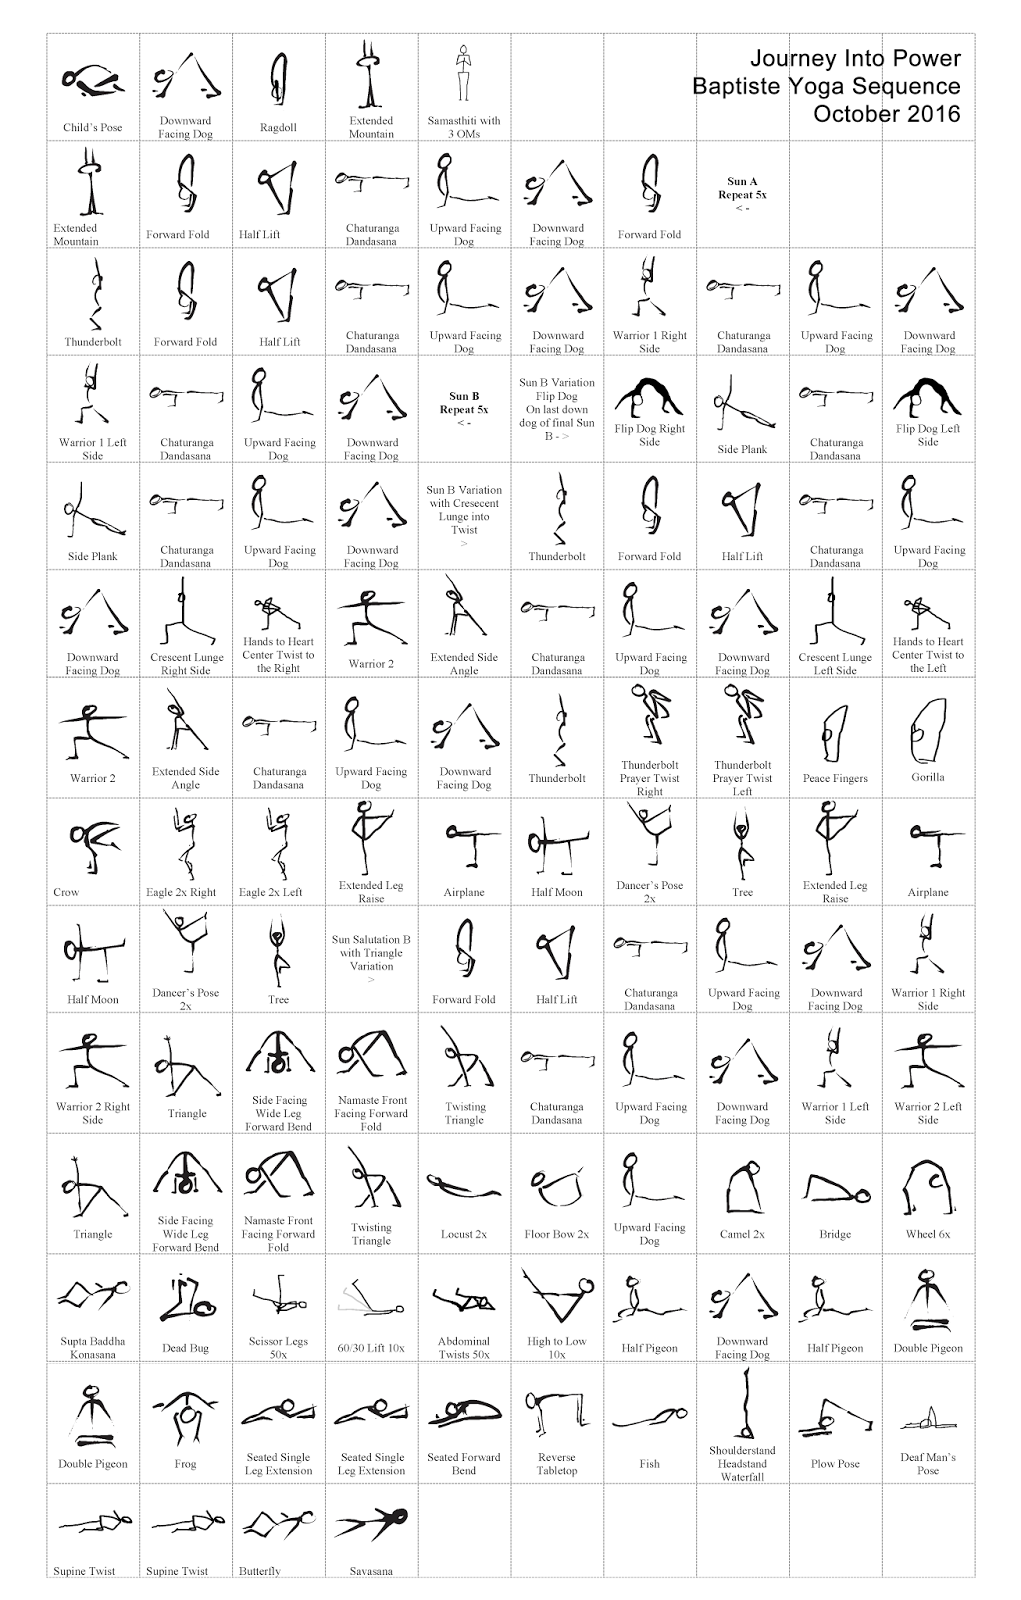 Journey Into Power
Baptiste Yoga Sequence
October 2016
Child's Pose
Downward
Facing Dog
Ragdoll
Extended
Mountain
Samasthiti with
3 OMs
Extended
Mountain
Forward Fold
Half Lift
Chaturanga
Dandasana
Upward Facing
Dog
Downward
Facing Dog
Forward Fold
Sun A
Repeat 5x
< -
Thunderbolt
Forward Fold
Half Lift
Chaturanga
Dandasana
Upward Facing
Dog
Downward
Facing Dog
Warrior 1 Right
Side
Chaturanga
Dandasana
Upward Facing
Dog
Downward
Facing Dog
Warrior 1 Left
Side
Chaturanga
Dandasana
Upward Facing
Dog
Downward
Facing Dog
Sun B
Repeat 5x
< -
Sun B Variation
Flip Dog
On last down
dog of final Sun
B - >
Flip Dog Right
Side
Side Plank
Chaturanga
Dandasana
Flip Dog Left
Side
Side Plank
Chaturanga
Dandasana
Upward Facing
Dog
Downward
Facing Dog
Sun B Variation
with Cresecent
Lunge into
Twist
>
Thunderbolt
Forward Fold
Half Lift
Chaturanga
Dandasana
Upward Facing
Dog
Downward
Facing Dog
Crescent Lunge
Right Side
Hands to Heart
Center Twist to
the Right
Warrior 2
Extended Side
Angle
Chaturanga
Dandasana
Upward Facing
Dog
Downward
Facing Dog
Crescent Lunge
Left Side
Hands to Heart
Center Twist to
the Left
Warrior 2
Extended Side
Angle
Chaturanga
Dandasana
Upward Facing
Dog
Downward
Facing Dog
Thunderbolt
Thunderbolt
Prayer Twist
Right
Thunderbolt
Prayer Twist
Left
Peace Fingers
Gorilla
Crow
Eagle 2x Right
Eagle 2x Left
Extended Leg
Raise
Airplane
Half Moon
Dancer's Pose
2x
Tree
Extended Leg
Raise
Airplane
Half Moon
Dancer's Pose
2x
Tree
Sun Salutation B
with Triangle
Variation
>
Forward Fold
Half Lift
Chaturanga
Dandasana
Upward Facing
Dog
Downward
Facing Dog
Warrior 1 Right
Side
Warrior 2 Right
Side
Triangle
Side Facing
Wide Leg
Forward Bend
Namaste Front
Facing Forward
Fold
Twisting
Triangle
Chaturanga
Dandasana
Upward Facing
Dog
Downward
Facing Dog
Warrior 1 Left
Side
Warrior 2 Left
Side
Triangle
Side Facing
Wide Leg
Forward Bend
Namaste Front
Facing Forward
Fold
Twisting
Triangle
Locust 2x
Floor Bow 2x
Upward Facing
Dog
Camel 2x
Bridge
Wheel 6x
Supta Baddha
Konasana
Dead Bug
Scissor Legs
50x
60/30 Lift 10x
Abdominal
Twists 50x
High to Low
10x
Half Pigeon
Downward
Facing Dog
Half Pigeon
Double Pigeon
Double Pigeon
Frog
Seated Single
Leg Extension
Seated Single
Leg Extension
Seated Forward
Bend
Reverse
Tabletop
Fish
Shoulderstand
Headstand
Waterfall
Plow Pose
Deaf Man's
Pose
Supine Twist
Supine Twist
Butterfly
Savasana